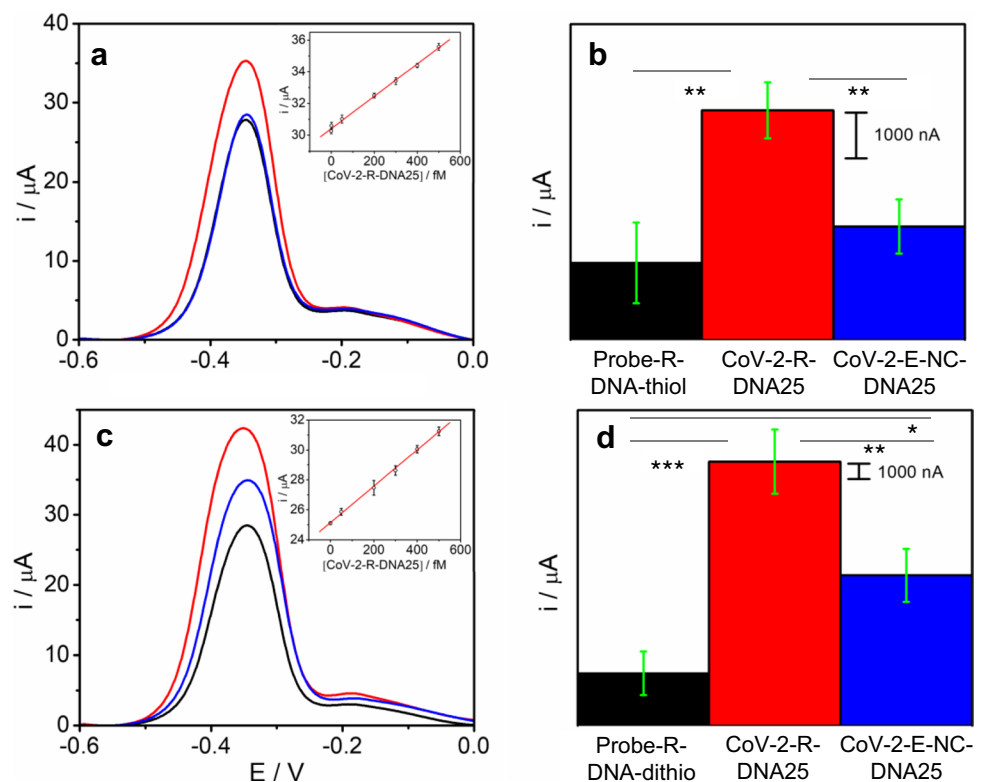 a
i / µA
40
30
20
10
0
-0.6
-0.4
-0.2
0.0
i / µA
36
34
32
30
0
200
400
600
[CoV-2-R-DNA25] / fM
b
i / µA
**
**
1000 nA
Probe-R-
DNA-thiol
CoV-2-R-
DNA25
CoV-2-E-NC-
DNA25
c
i / µA
40
30
20
10
0
-0.6
-0.4
-0.2
0.0
E / V
i / µA
32
30
28
26
24
0
200
400
600
[CoV-2-R-DNA25] / fM
d
i / µA
*
***
**
1000 nA
Probe-R-
DNA-dithio
CoV-2-R-
DNA25
CoV-2-E-NC-
DNA25